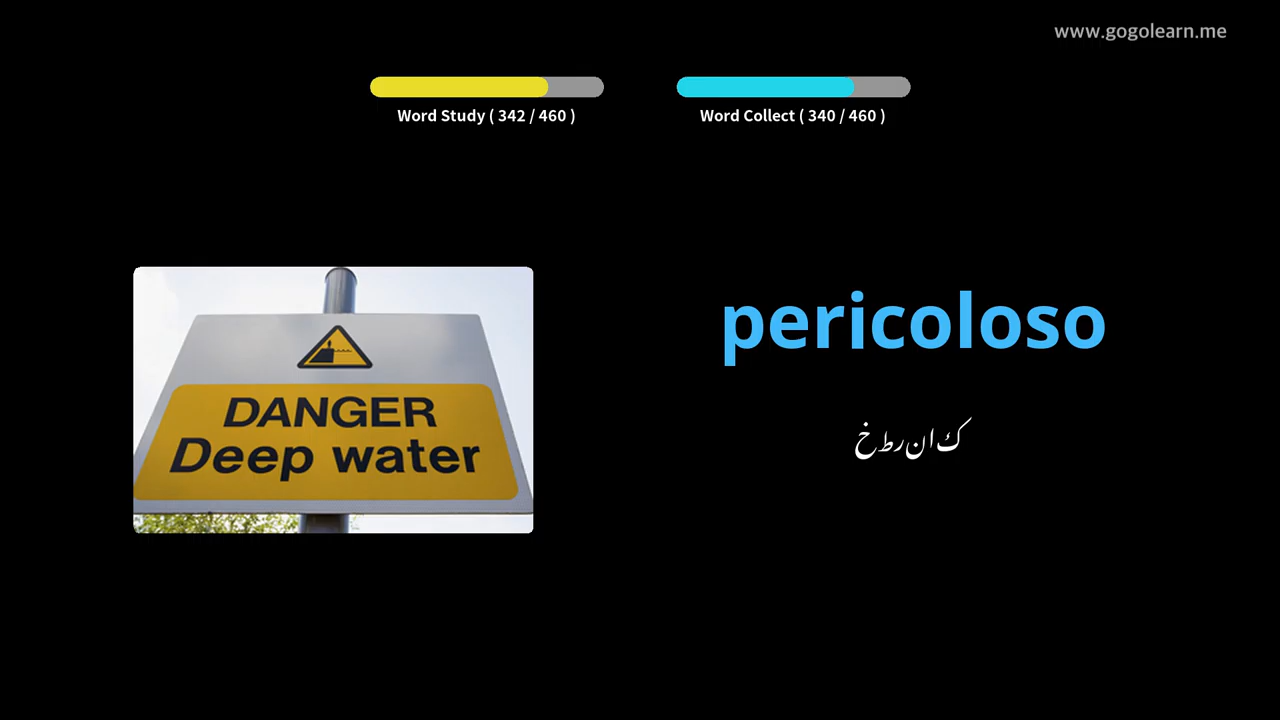 www.gogolearn.me
Word Study ( 342 / 460 )
Word Collect ( 340 / 460 )
DANGER
Deep water
pericoloso
خطرناک